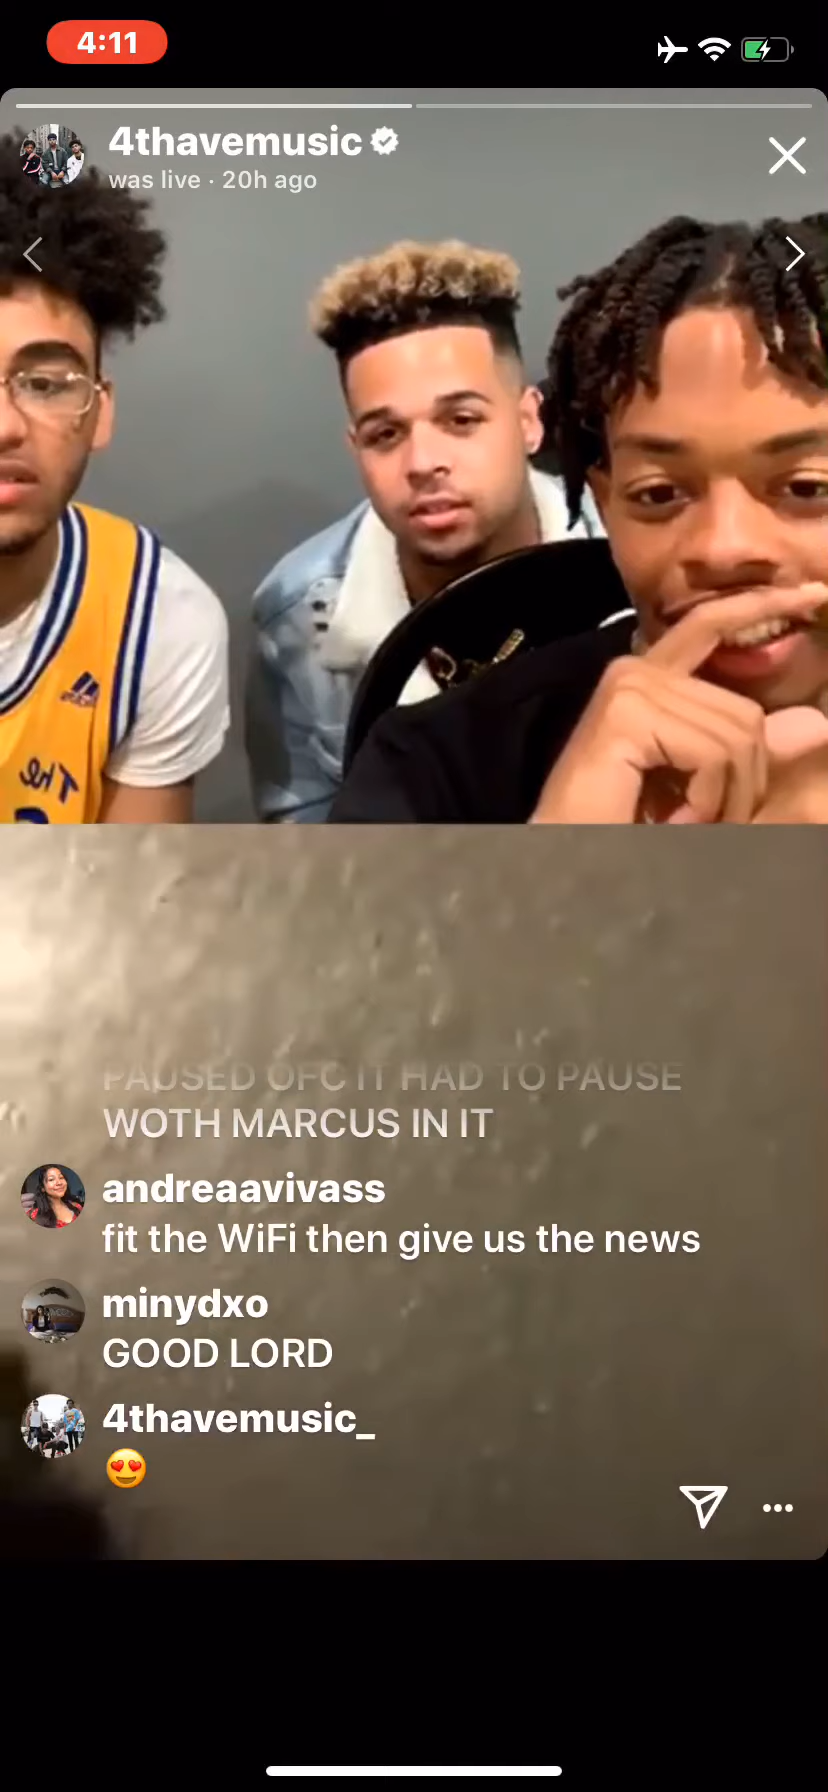 4:11
4thavemusic
was live · 20h ago
The
PAUSED OFC IT HAD TO PAUSE
WOTH MARCUS IN IT
andreaavivass
fit the WiFi then give us the news
minydxo
GOOD LORD
4thavemusic_
😍